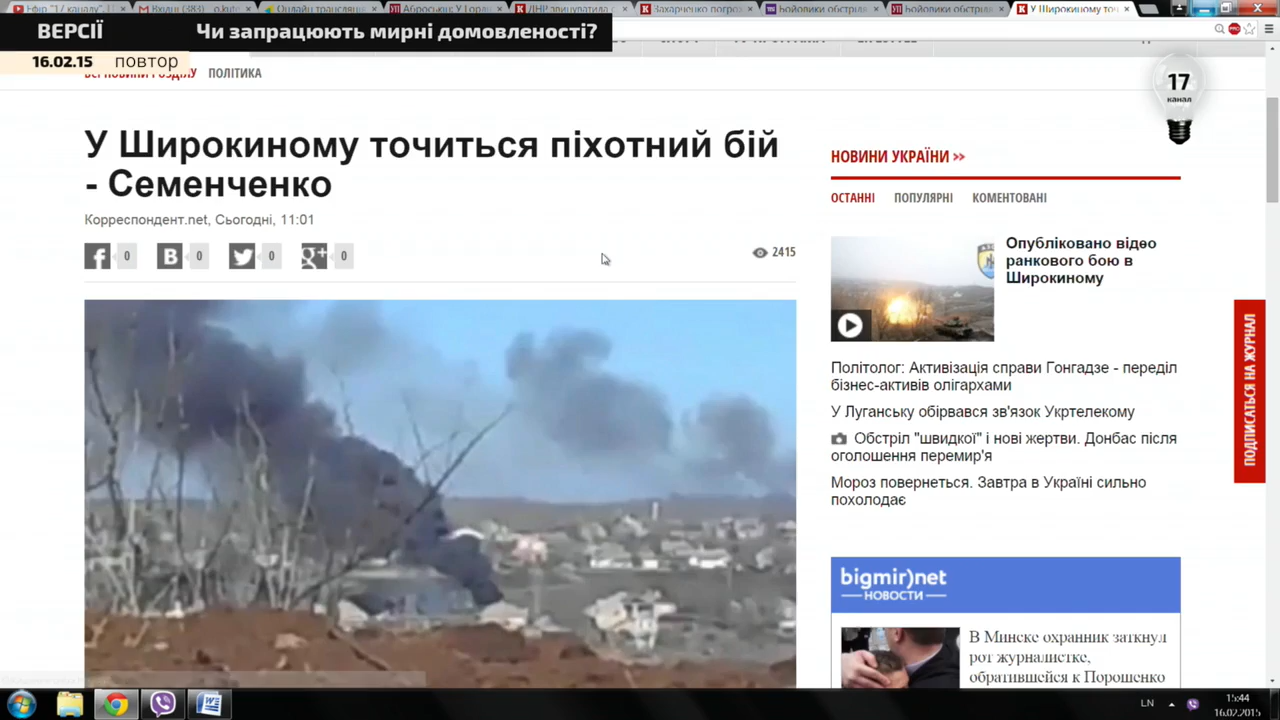 ВЕРСІЇ
Чи запрацюють мирні домовленості?
16.02.15 повтор
ПОЛІТИКА
17
канал
У Широкиному точиться піхотний бій
- Семенченко
Корреспондент.net, Сьогодні, 11:01
0
0
0
0
2415
НОВИНИ УКРАЇНИ >>
ОСТАННІ ПОПУЛЯРНІ КОМЕНТОВАНІ
Опубліковано відео
ранкового бою в
Широкиному
Політолог: Активізація справи Гонгадзе - переділ
бізнес-активів олігархами
У Луганську обірвався зв'язок Укртелекому
Обстріл "швидкої" і нові жертви. Донбас після
оголошення перемир'я
Мороз повернеться. Завтра в Україні сильно
похолодає
ПОДПИСАТЬСЯ НА ЖУРНАЛ
bigmir)net
НОВОСТИ
В Минске охранник заткнул
рот журналистке,
обратившейся к Порошенко
LN
15:44
16.02.2015